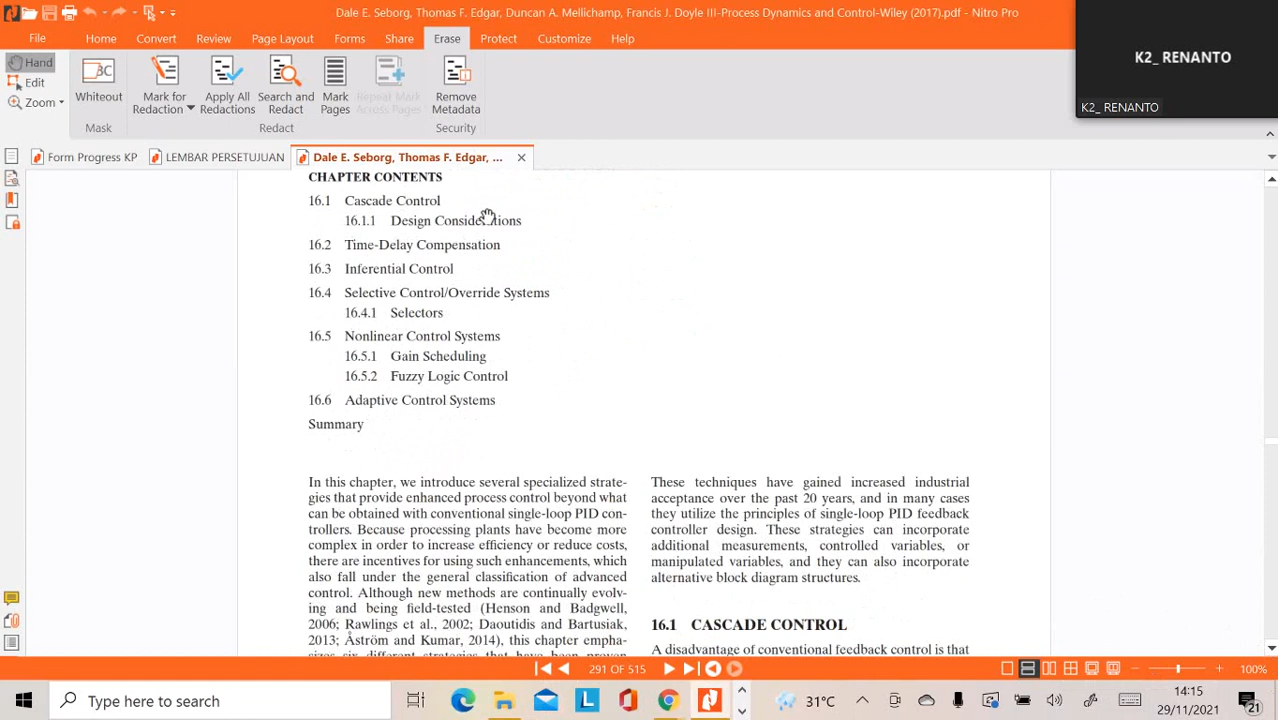 Dale E. Seborg, Thomas F. Edgar, Duncan A. Mellichamp, Francis J. Doyle III-Process Dynamics and Control-Wiley (2017).pdf - Nitro Pro
K2_ RENANTO
K2_ RENANTO
File Home Convert Review Page Layout Forms Share Erase Protect Customize Help
Hand
Edit
Zoom
Whiteout
Mark for Redaction
Apply All Redactions
Search and Redact
Mark Pages
Repeat Mark Across Pages
Remove Metadata
Mask Redact Security
Form Progress KP LEMBAR PERSETUJUAN Dale E. Seborg, Thomas F. Edgar, ...
CHAPTER CONTENTS
16.1 Cascade Control
16.1.1 Design Considerations
16.2 Time-Delay Compensation
16.3 Inferential Control
16.4 Selective Control/Override Systems
16.4.1 Selectors
16.5 Nonlinear Control Systems
16.5.1 Gain Scheduling
16.5.2 Fuzzy Logic Control
16.6 Adaptive Control Systems
Summary
In this chapter, we introduce several specialized strate-
gies that provide enhanced process control beyond what
can be obtained with conventional single-loop PID con-
trollers. Because processing plants have become more
complex in order to increase efficiency or reduce costs,
there are incentives for using such enhancements, which
also fall under the general classification of advanced
control. Although new methods are continually evolv-
ing and being field-tested (Henson and Badgwell,
2006; Rawlings et al., 2002; Daoutidis and Bartusiak,
2013; Åström and Kumar, 2014), this chapter empha-
sizes six different strategies that have been proven
These techniques have gained increased industrial
acceptance over the past 20 years, and in many cases
they utilize the principles of single-loop PID feedback
controller design. These strategies can incorporate
additional measurements, controlled variables, or
manipulated variables, and they can also incorporate
alternative block diagram structures.
16.1 CASCADE CONTROL
A disadvantage of conventional feedback control is that
291 OF 515
100%
Type here to search
31°C
14:15
29/11/2021
21